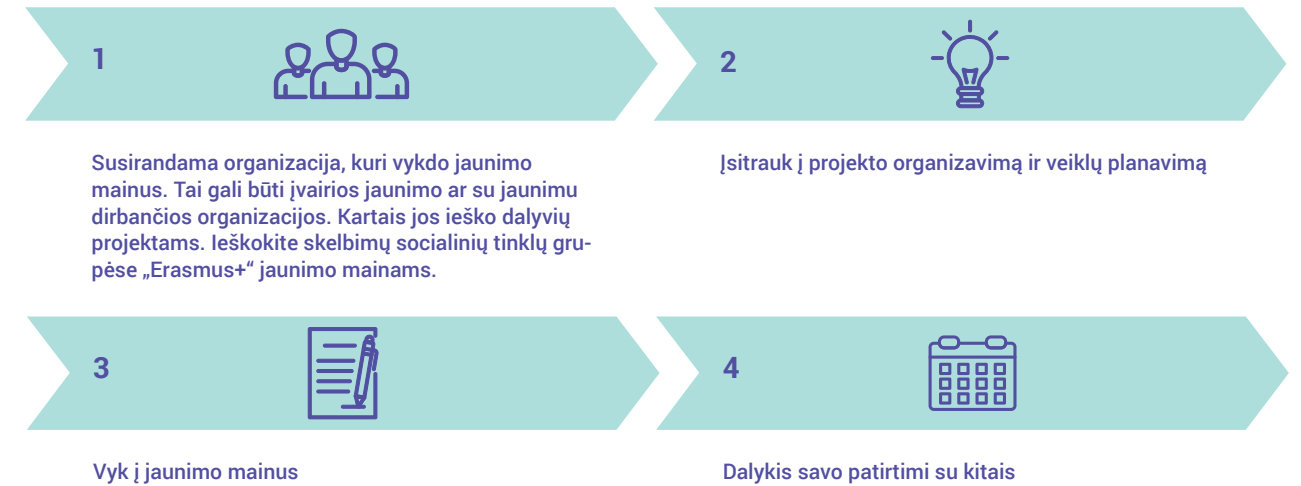 1
Susirandama organizacija, kuri vykdo jaunimo
mainus. Tai gali būti įvairios jaunimo ar su jaunimu
dirbančios organizacijos. Kartais jos ieško dalyvių
projektams. Ieškokite skelbimų socialinių tinklų gru-
pėse „Erasmus+“ jaunimo mainams.
2
Įsitrauk į projekto organizavimą ir veiklų planavimą
3
Vyk į jaunimo mainus
4
Dalykis savo patirtimi su kitais